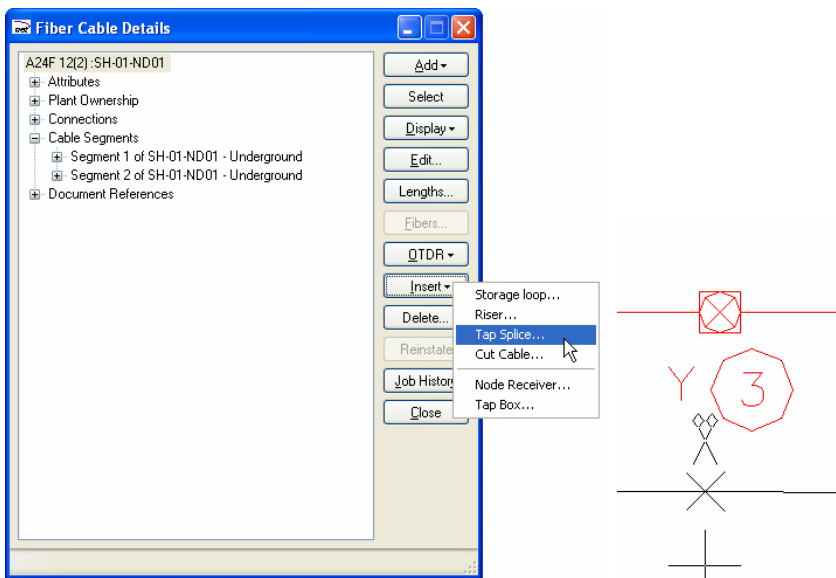 Fiber Cable Details
A24F 12(2) :SH-01-ND01
Attributes
Plant Ownership
Connections
Cable Segments
Segment 1 of SH-01-ND01 - Underground
Segment 2 of SH-01-ND01 - Underground
Document References
Add
Select
Display
Edit...
Lengths...
Fibers...
OTDR
Insert
Delete...
Reinstate
Job History
Close
Storage loop...
Riser...
Tap Splice...
Cut Cable...
Node Receiver...
Tap Box...
Y 3